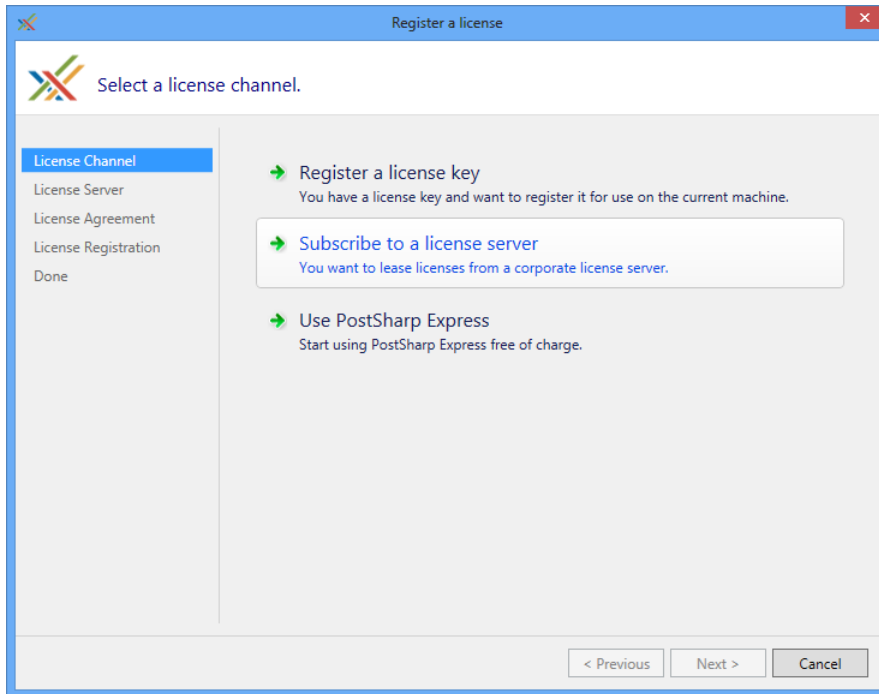 Register a license
Select a license channel.
License Channel
License Server
License Agreement
License Registration
Done
Register a license key
You have a license key and want to register it for use on the current machine.
Subscribe to a license server
You want to lease licenses from a corporate license server.
Use PostSharp Express
Start using PostSharp Express free of charge.
< Previous
Next >
Cancel